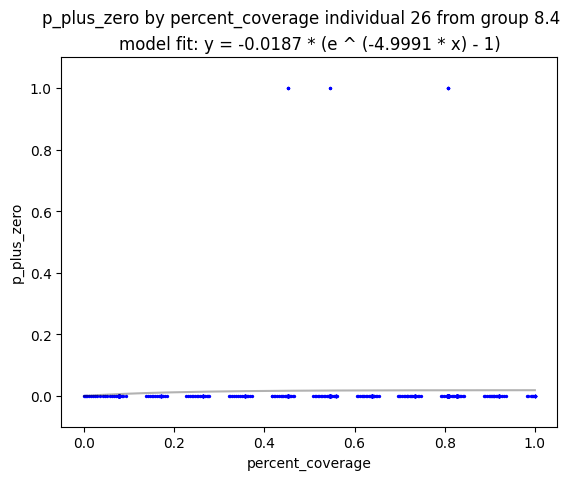 p_plus_zero by percent_coverage individual 26 from group 8.4
model fit: y = -0.0187 * (e ^ (-4.9991 * x) - 1)
1.0
0.8
0.6
0.4
0.2
0.0
p_plus_zero
0.0 0.2 0.4 0.6 0.8 1.0
percent_coverage